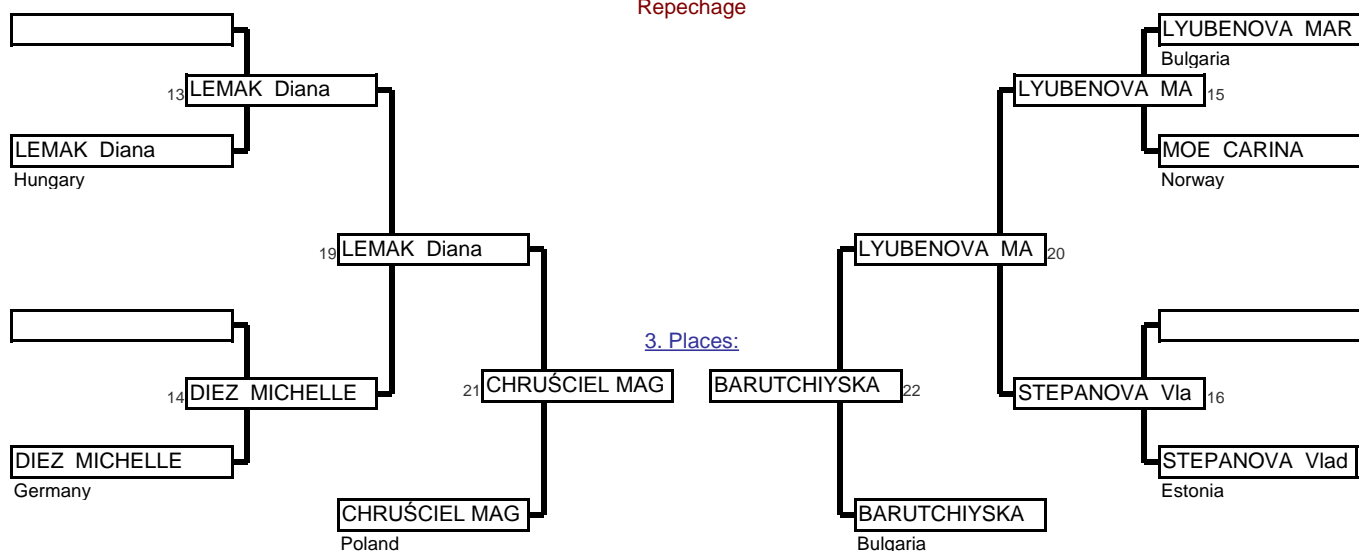 Repechage
LYUBENOVA MAR
Bulgaria
13 LEMAK Diana
LYUBENOVA MA 15
LEMAK Diana
Hungary
MOE CARINA
Norway
19 LEMAK Diana
LYUBENOVA MA 20
3. Places:
14 DIEZ MICHELLE
21 CHRUŚCIEL MAG
BARUTCHIYSKA 22
STEPANOVA Vla 16
DIEZ MICHELLE
Germany
STEPANOVA Vlad
Estonia
CHRUŚCIEL MAG
Poland
BARUTCHIYSKA
Bulgaria